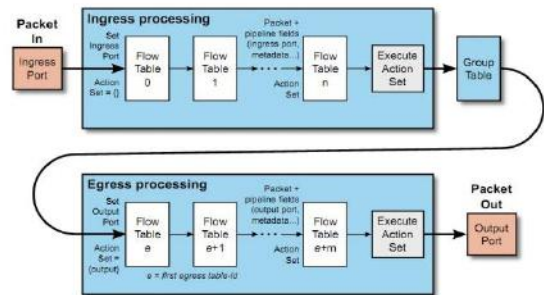 Ingress processing
Packet
In
Ingress
Port
Set
Ingress
Port
Action
Set = {}
Flow
Table
0
Flow
Table
1
Packet +
pipeline fields
(ingress port,
metadata...)
Action
Set
Flow
Table
n
Execute
Action
Set
Group
Table
Egress processing
Set
Output
Port
Action
Set =
{output}
Flow
Table
e
Flow
Table
e+1
e = first egress table-id
Packet +
pipeline fields
(output port,
metadata...)
Action
Set
Flow
Table
e+m
Execute
Action
Set
Packet
Out
Output
Port